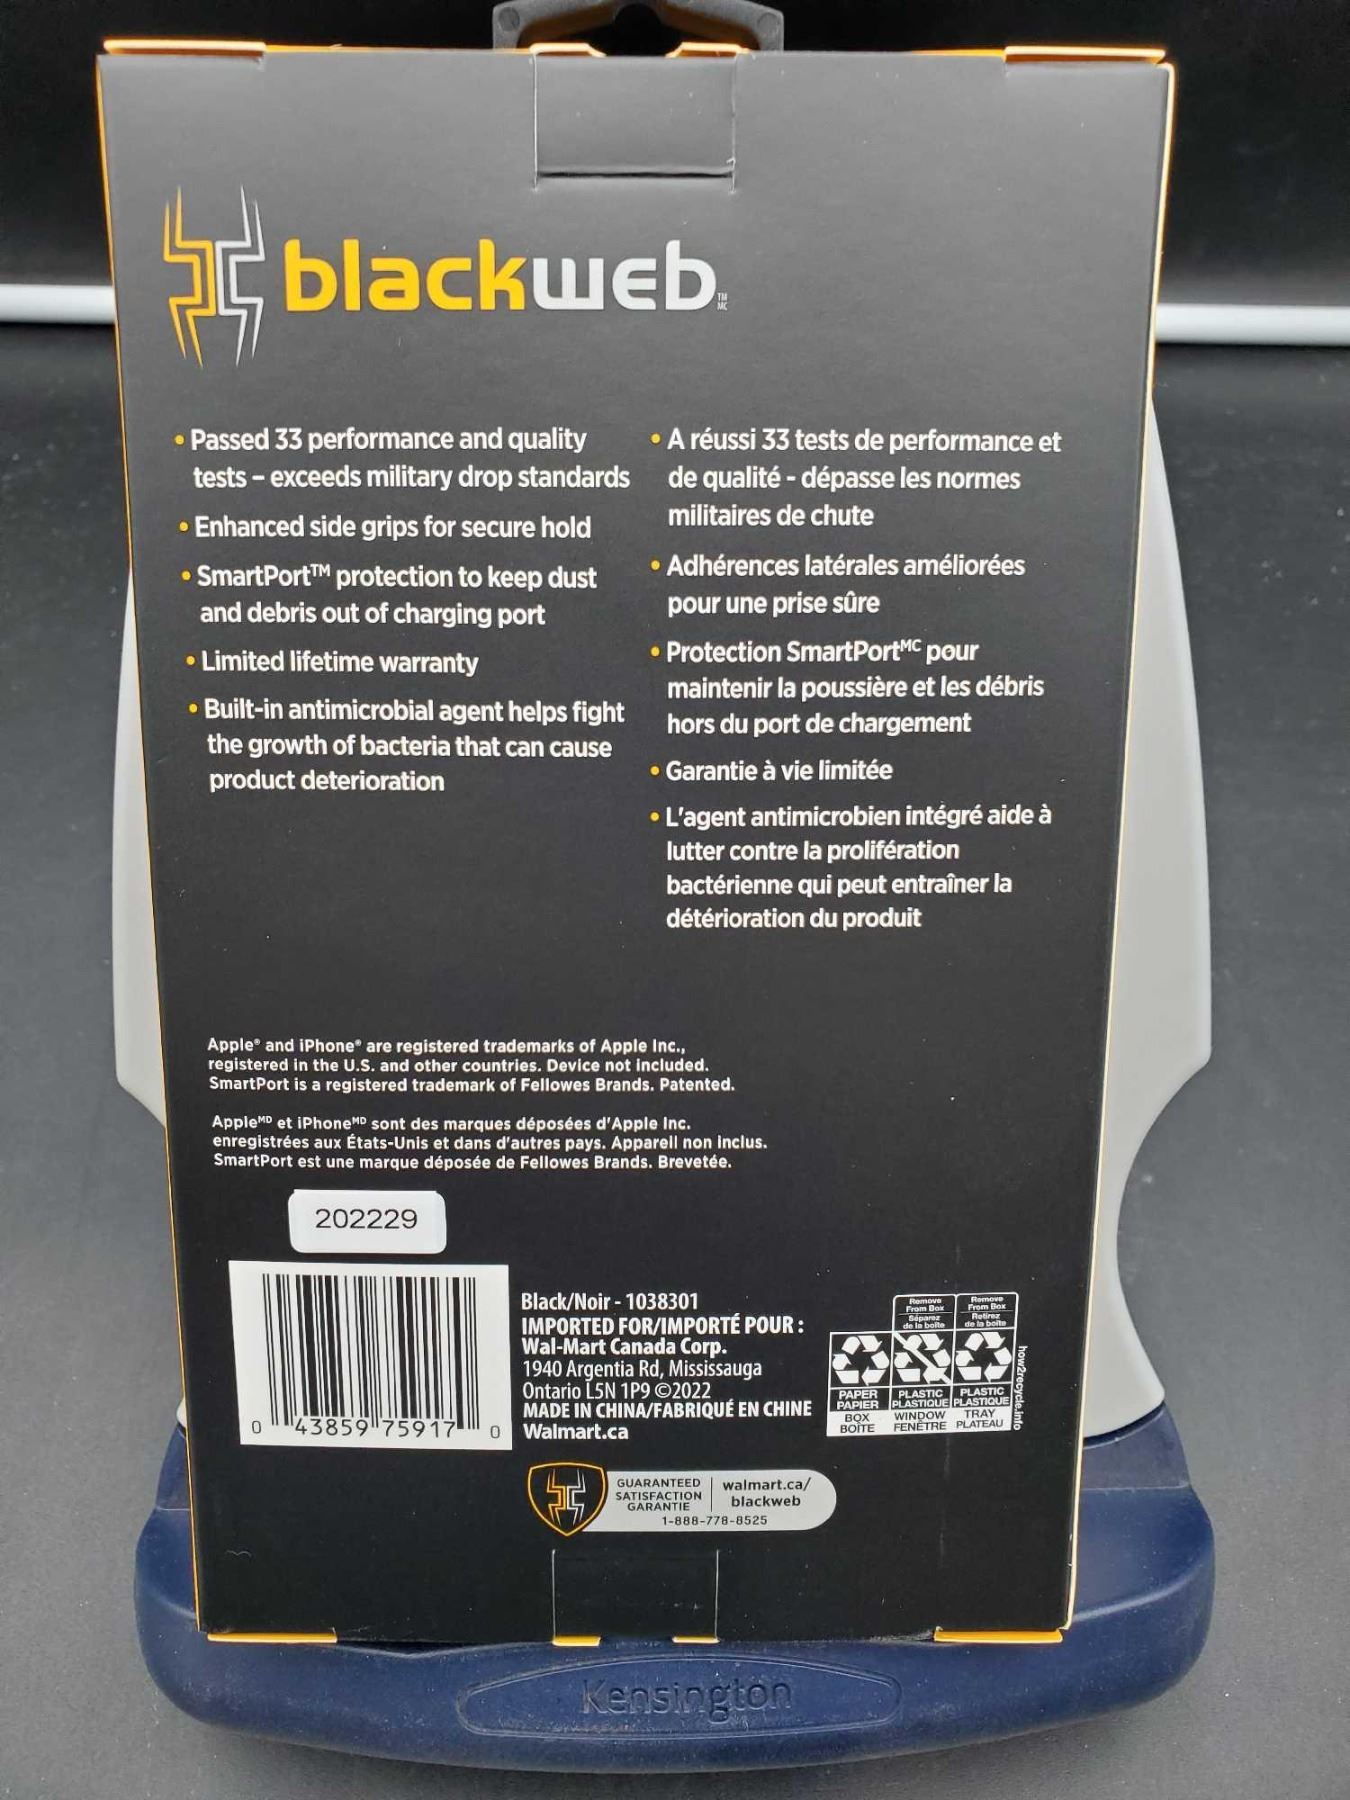 blackweb TM MC
• Passed 33 performance and quality
tests – exceeds military drop standards
• Enhanced side grips for secure hold
• SmartPort™ protection to keep dust
and debris out of charging port
• Limited lifetime warranty
• Built-in antimicrobial agent helps fight
the growth of bacteria that can cause
product deterioration
• A réussi 33 tests de performance et
de qualité - dépasse les normes
militaires de chute
• Adhérences latérales améliorées
pour une prise sûre
• Protection SmartPortᴹᶜ pour
maintenir la poussière et les débris
hors du port de chargement
• Garantie à vie limitée
• L'agent antimicrobien intégré aide à
lutter contre la prolifération
bactérienne qui peut entraîner la
détérioration du produit
Apple® and iPhone® are registered trademarks of Apple Inc.,
registered in the U.S. and other countries. Device not included.
SmartPort is a registered trademark of Fellowes Brands. Patented.
Appleᴹᴰ et iPhoneᴹᴰ sont des marques déposées d'Apple Inc.
enregistrées aux États-Unis et dans d'autres pays. Appareil non inclus.
SmartPort est une marque déposée de Fellowes Brands. Brevetée.
202229
0 43859 75917 0
Black/Noir - 1038301
IMPORTED FOR/IMPORTÉ POUR :
Wal-Mart Canada Corp.
1940 Argentia Rd, Mississauga
Ontario L5N 1P9 ©2022
MADE IN CHINA/FABRIQUÉ EN CHINE
Walmart.ca
Remove
From Box
Séparez
de la boîte
Remove
From Box
Retirez
de la boîte
PAPER
PAPIER
BOX
BOÎTE
PLASTIC
PLASTIQUE
WINDOW
FENÊTRE
PLASTIC
PLASTIQUE
TRAY
PLATEAU
how2recycle.info
GUARANTEED
SATISFACTION
GARANTIE
walmart.ca/
blackweb
1-888-778-8525
Kensington